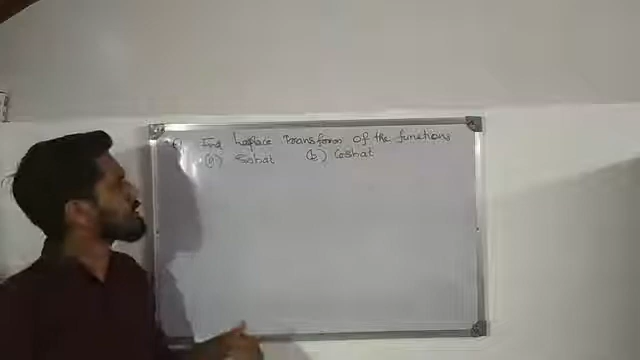 Find Laplace Transform of the functions
(a) Sinhat (b) Coshat